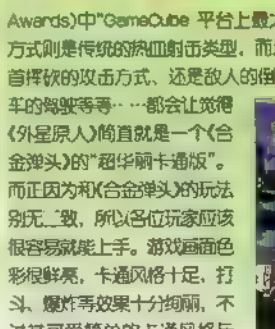 Awards)中"GameCube 平台上最
方式则是传统的热血射击类型，而
首挥砍的攻击方式、还是敌人的倒
车的驾驶等等……都会让觉得
《外星原人》简直就是一个《合
金弹头》的"超华丽卡通版"。
而正因为和《合金弹头》的玩法
别无二致，所以各位玩家应该
很容易就能上手。游戏画面色
彩很鲜亮，卡通风格十足，打
斗、爆炸等效果十分绚丽，不